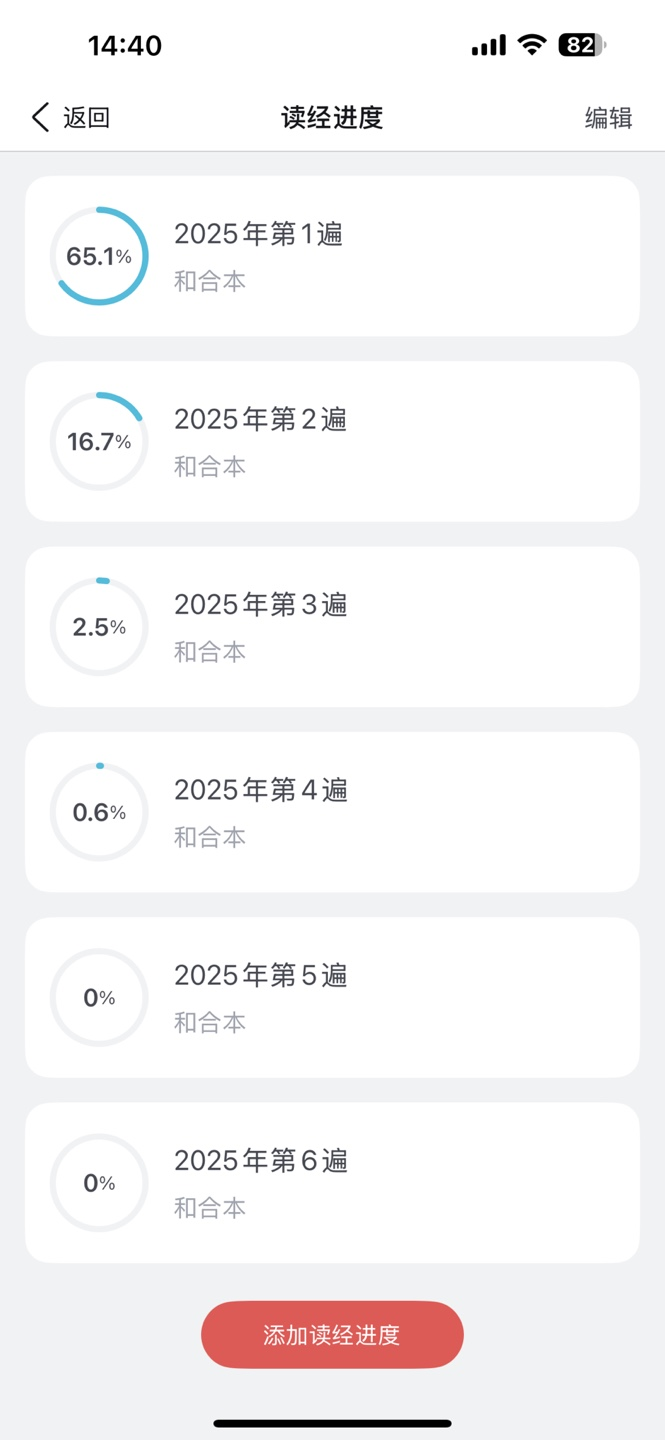 14:40
82
返回
读经进度
编辑
65.1%
2025年第1遍
和合本
16.7%
2025年第2遍
和合本
2.5%
2025年第3遍
和合本
0.6%
2025年第4遍
和合本
0%
2025年第5遍
和合本
0%
2025年第6遍
和合本
添加读经进度